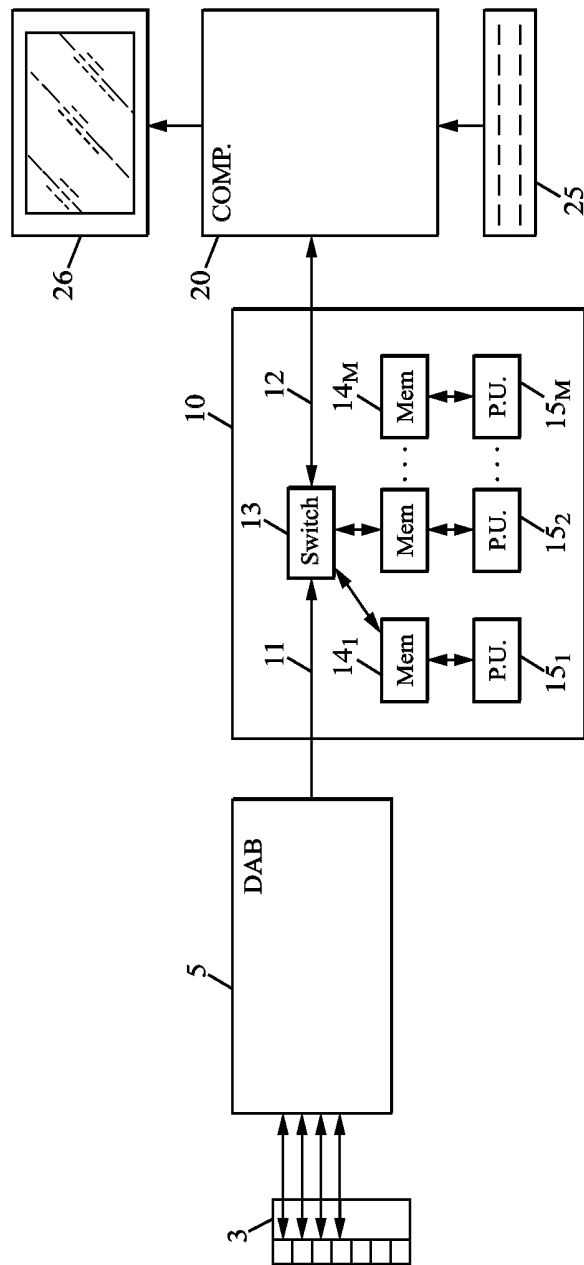 3
5
DAB
10
11
12
13
Switch
14₁
14M
Mem
Mem
· · ·
Mem
P.U.
P.U.
· · ·
P.U.
15₁
15₂
15M
26
20
COMP.
25